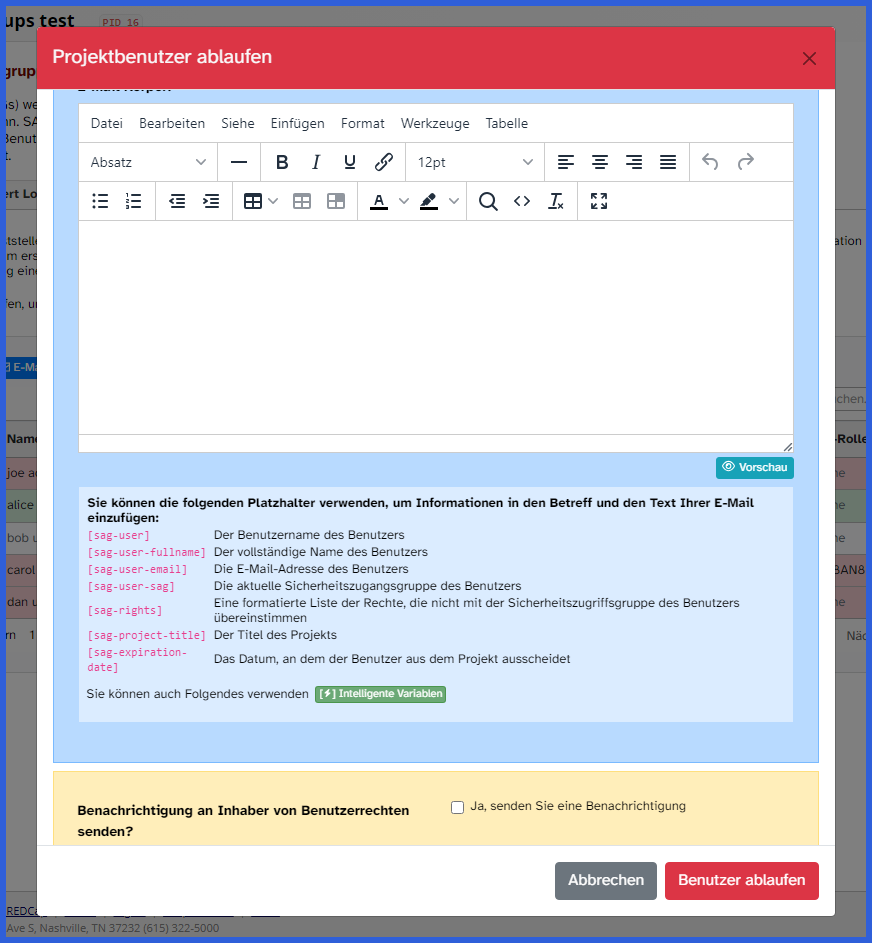 ups test PID 16
Projektbenutzer ablaufen
Datei Bearbeiten Siehe Einfügen Format Werkzeuge Tabelle
Absatz B I U 12pt
A
Vorschau
Sie können die folgenden Platzhalter verwenden, um Informationen in den Betreff und den Text Ihrer E-Mail
einzufügen:
[sag-user] Der Benutzername des Benutzers
[sag-user-fullname] Der vollständige Name des Benutzers
[sag-user-email] Die E-Mail-Adresse des Benutzers
[sag-user-sag] Die aktuelle Sicherheitszugangsgruppe des Benutzers
[sag-rights] Eine formatierte Liste der Rechte, die nicht mit der Sicherheitszugriffsgruppe des Benutzers
übereinstimmen
[sag-project-title] Der Titel des Projekts
[sag-expiration-
date] Das Datum, an dem der Benutzer aus dem Projekt ausscheidet
Sie können auch Folgendes verwenden [⚡] Intelligente Variablen
Benachrichtigung an Inhaber von Benutzerrechten
senden?
Ja, senden Sie eine Benachrichtigung
Abbrechen Benutzer ablaufen
Name
joe
alice
bob
carol
dan
Ave S, Nashville, TN 37232 (615) 322-5000